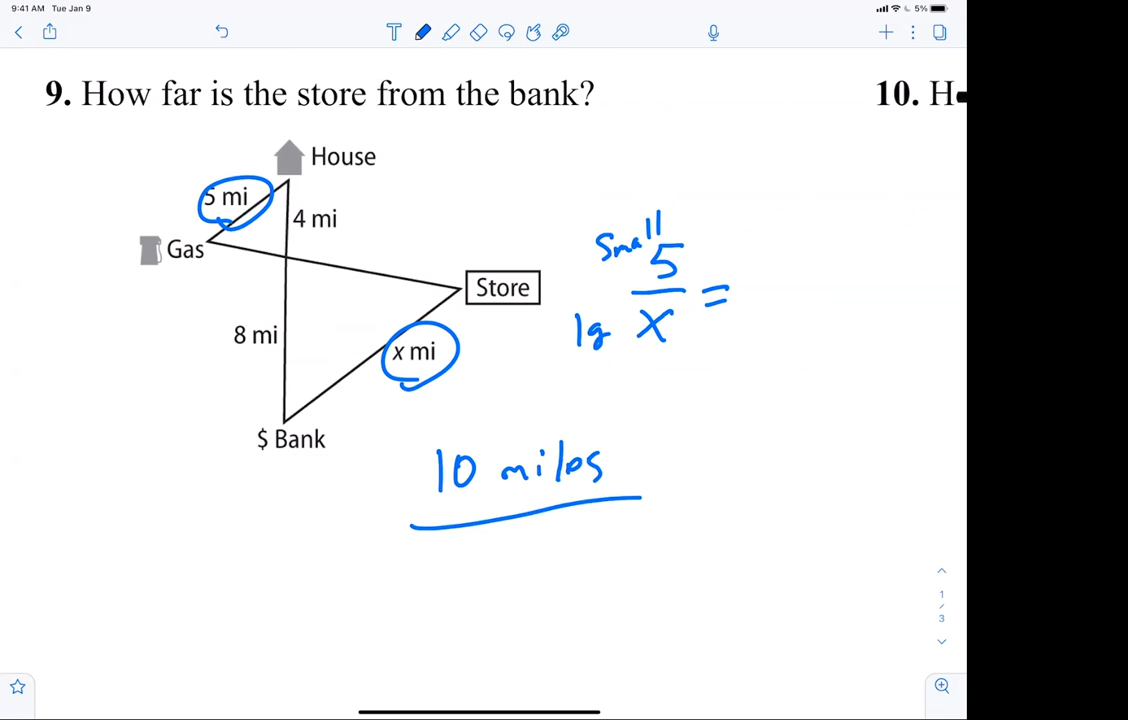 9:41 AM Tue Jan 9
5%
9. How far is the store from the bank?
10. H
House
5 mi
4 mi
Gas
Store
8 mi
x mi
$ Bank
Small
5
lg x =
10 miles
1
/
3